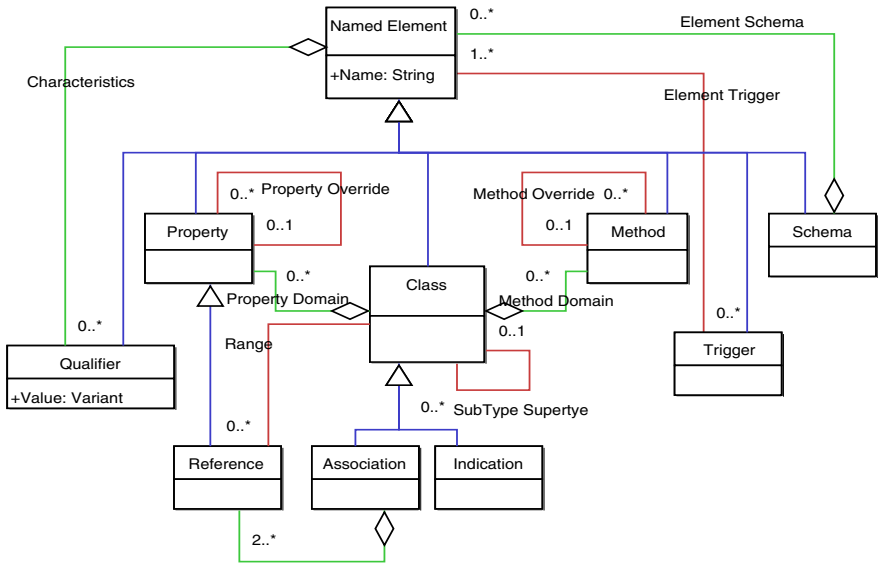 0..*
Named Element
Element Schema
1..*
+Name: String
Characteristics
Element Trigger
0..* Property Override
Method Override 0..*
0..1
0..1
Property
Method
Schema
0..*
Class
0..*
Property Domain
Method Domain
0..*
0..*
0..1
Range
Qualifier
Trigger
+Value: Variant
0..*
SubType Supertye
0..*
Reference
Association
Indication
2..*